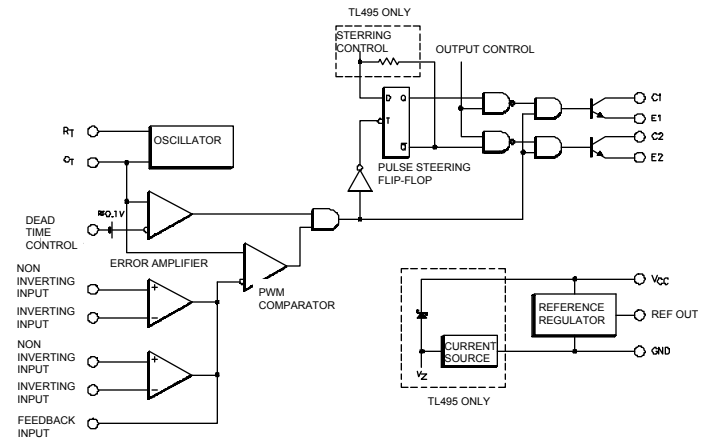 TL495 ONLY
STERRING
CONTROL
OUTPUT CONTROL
D
Q
T
Q
C1
E1
C2
E2
PULSE STEERING
FLIP-FLOP
RT
CT
OSCILLATOR
DEAD
TIME
CONTROL
ERROR AMPLIFIER
PWM
COMPARATOR
NON
INVERTING
INPUT
INVERTING
INPUT
NON
INVERTING
INPUT
INVERTING
INPUT
FEEDBACK
INPUT
+
−
+
−
VCC
REFERENCE
REGULATOR
REF OUT
CURRENT
SOURCE
GND
VZ
TL495 ONLY